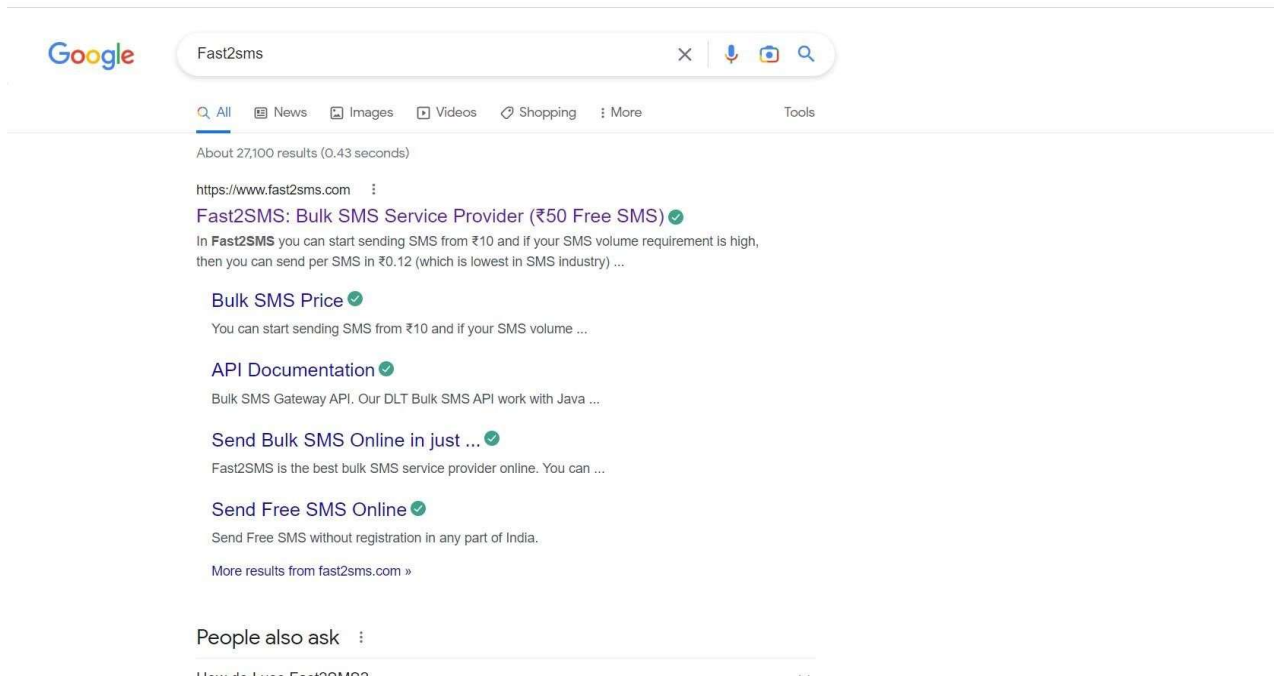 Google
Fast2sms
All News Images Videos Shopping More Tools
About 27,100 results (0.43 seconds)
https://www.fast2sms.com
Fast2SMS: Bulk SMS Service Provider (₹50 Free SMS)
In Fast2SMS you can start sending SMS from ₹10 and if your SMS volume requirement is high,
then you can send per SMS in ₹0.12 (which is lowest in SMS industry) ...
Bulk SMS Price
You can start sending SMS from ₹10 and if your SMS volume ...
API Documentation
Bulk SMS Gateway API. Our DLT Bulk SMS API work with Java ...
Send Bulk SMS Online in just ...
Fast2SMS is the best bulk SMS service provider online. You can ...
Send Free SMS Online
Send Free SMS without registration in any part of India.
More results from fast2sms.com »
People also ask
How do I use Fast2SMS?